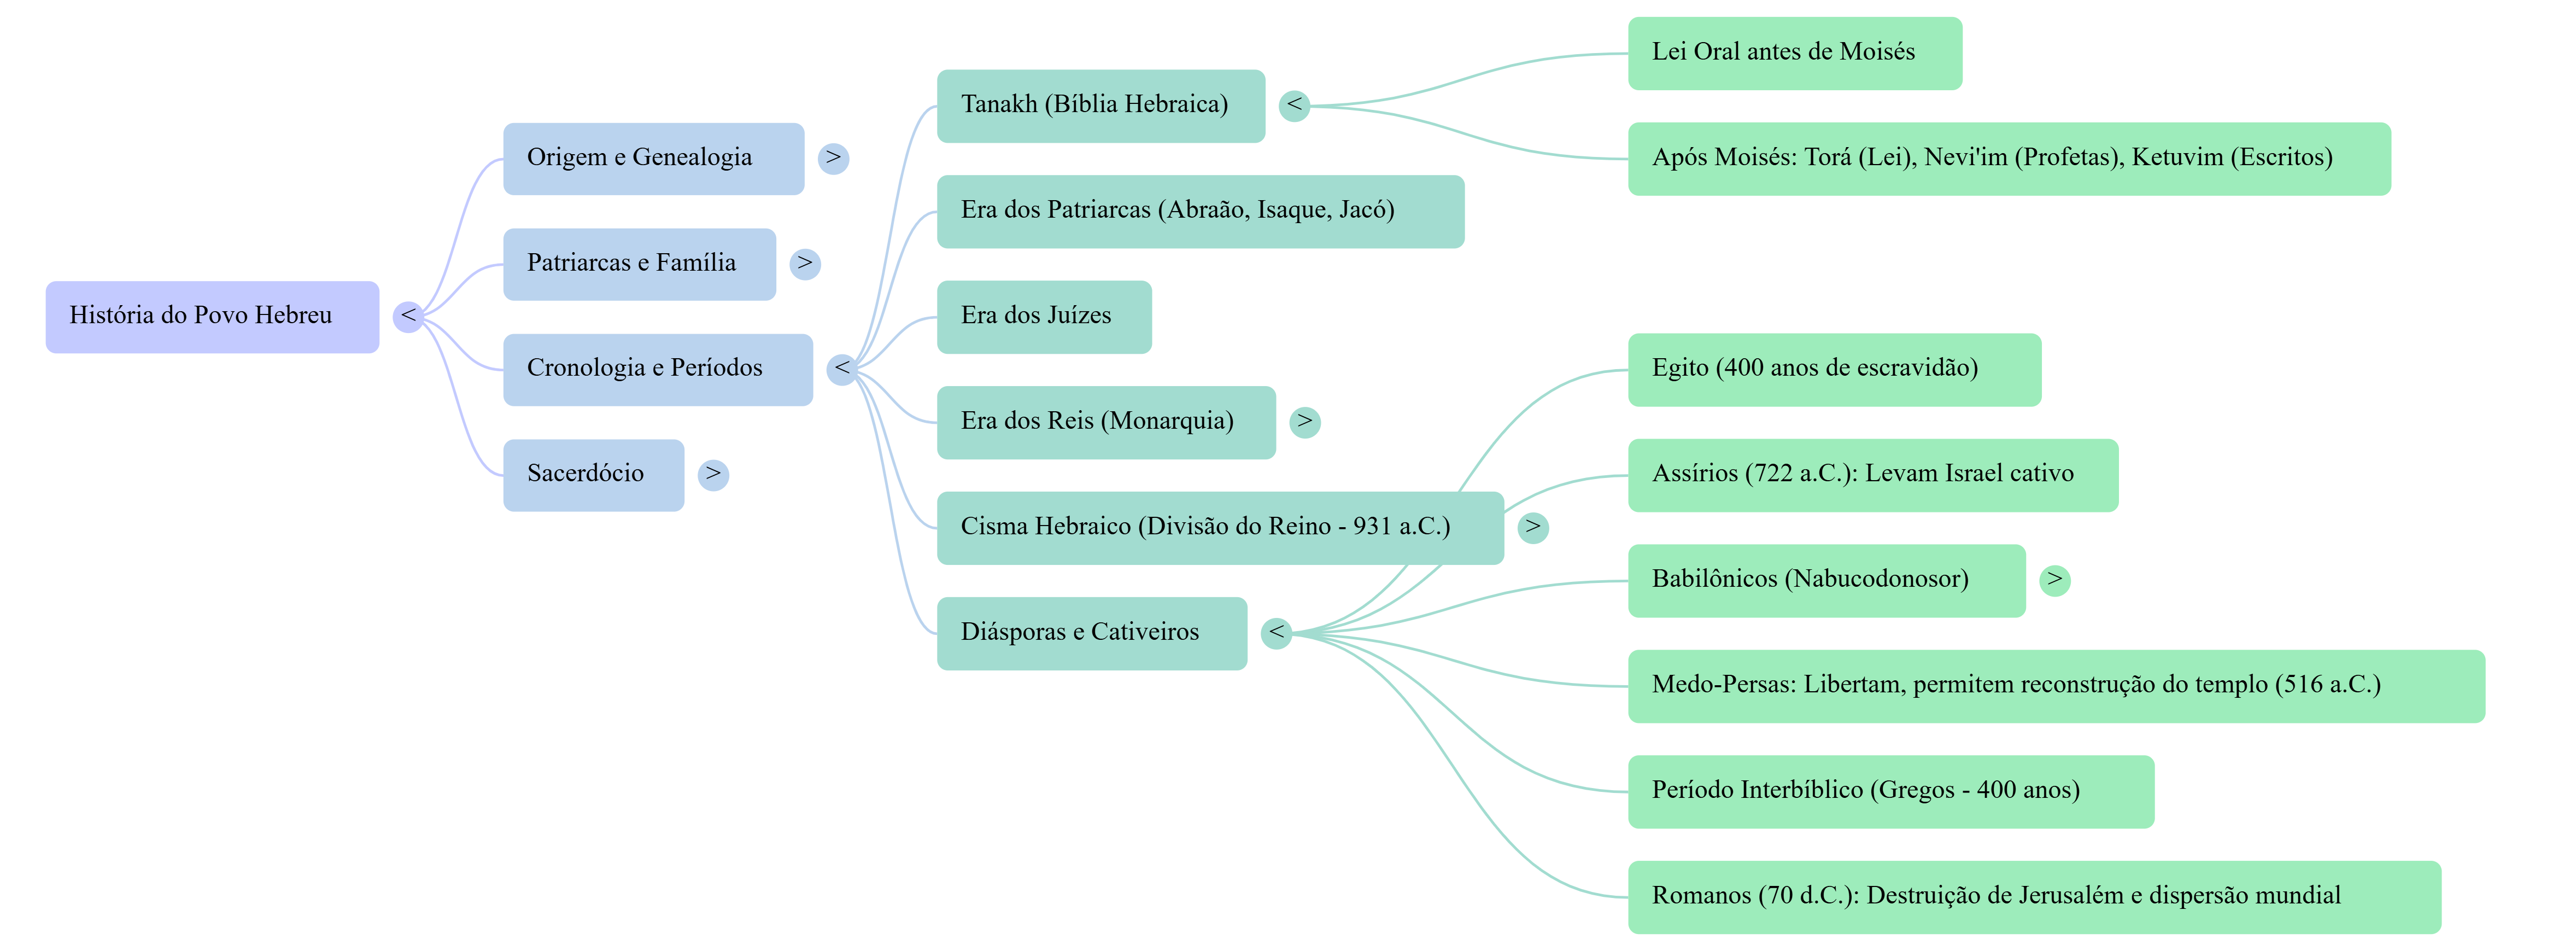 História do Povo Hebreu
<
Origem e Genealogia
>
Patriarcas e Família
>
Cronologia e Períodos
<
Sacerdócio
>
Tanakh (Bíblia Hebraica)
<
Lei Oral antes de Moisés
Após Moisés: Torá (Lei), Nevi'im (Profetas), Ketuvim (Escritos)
Era dos Patriarcas (Abraão, Isaque, Jacó)
Era dos Juízes
Era dos Reis (Monarquia)
>
Cisma Hebraico (Divisão do Reino - 931 a.C.)
>
Diásporas e Cativeiros
<
Egito (400 anos de escravidão)
Assírios (722 a.C.): Levam Israel cativo
Babilônicos (Nabucodonosor)
>
Medo-Persas: Libertam, permitem reconstrução do templo (516 a.C.)
Período Interbíblico (Gregos - 400 anos)
Romanos (70 d.C.): Destruição de Jerusalém e dispersão mundial